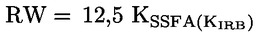 RW = 12,5 K_SSFA(K_IRB)